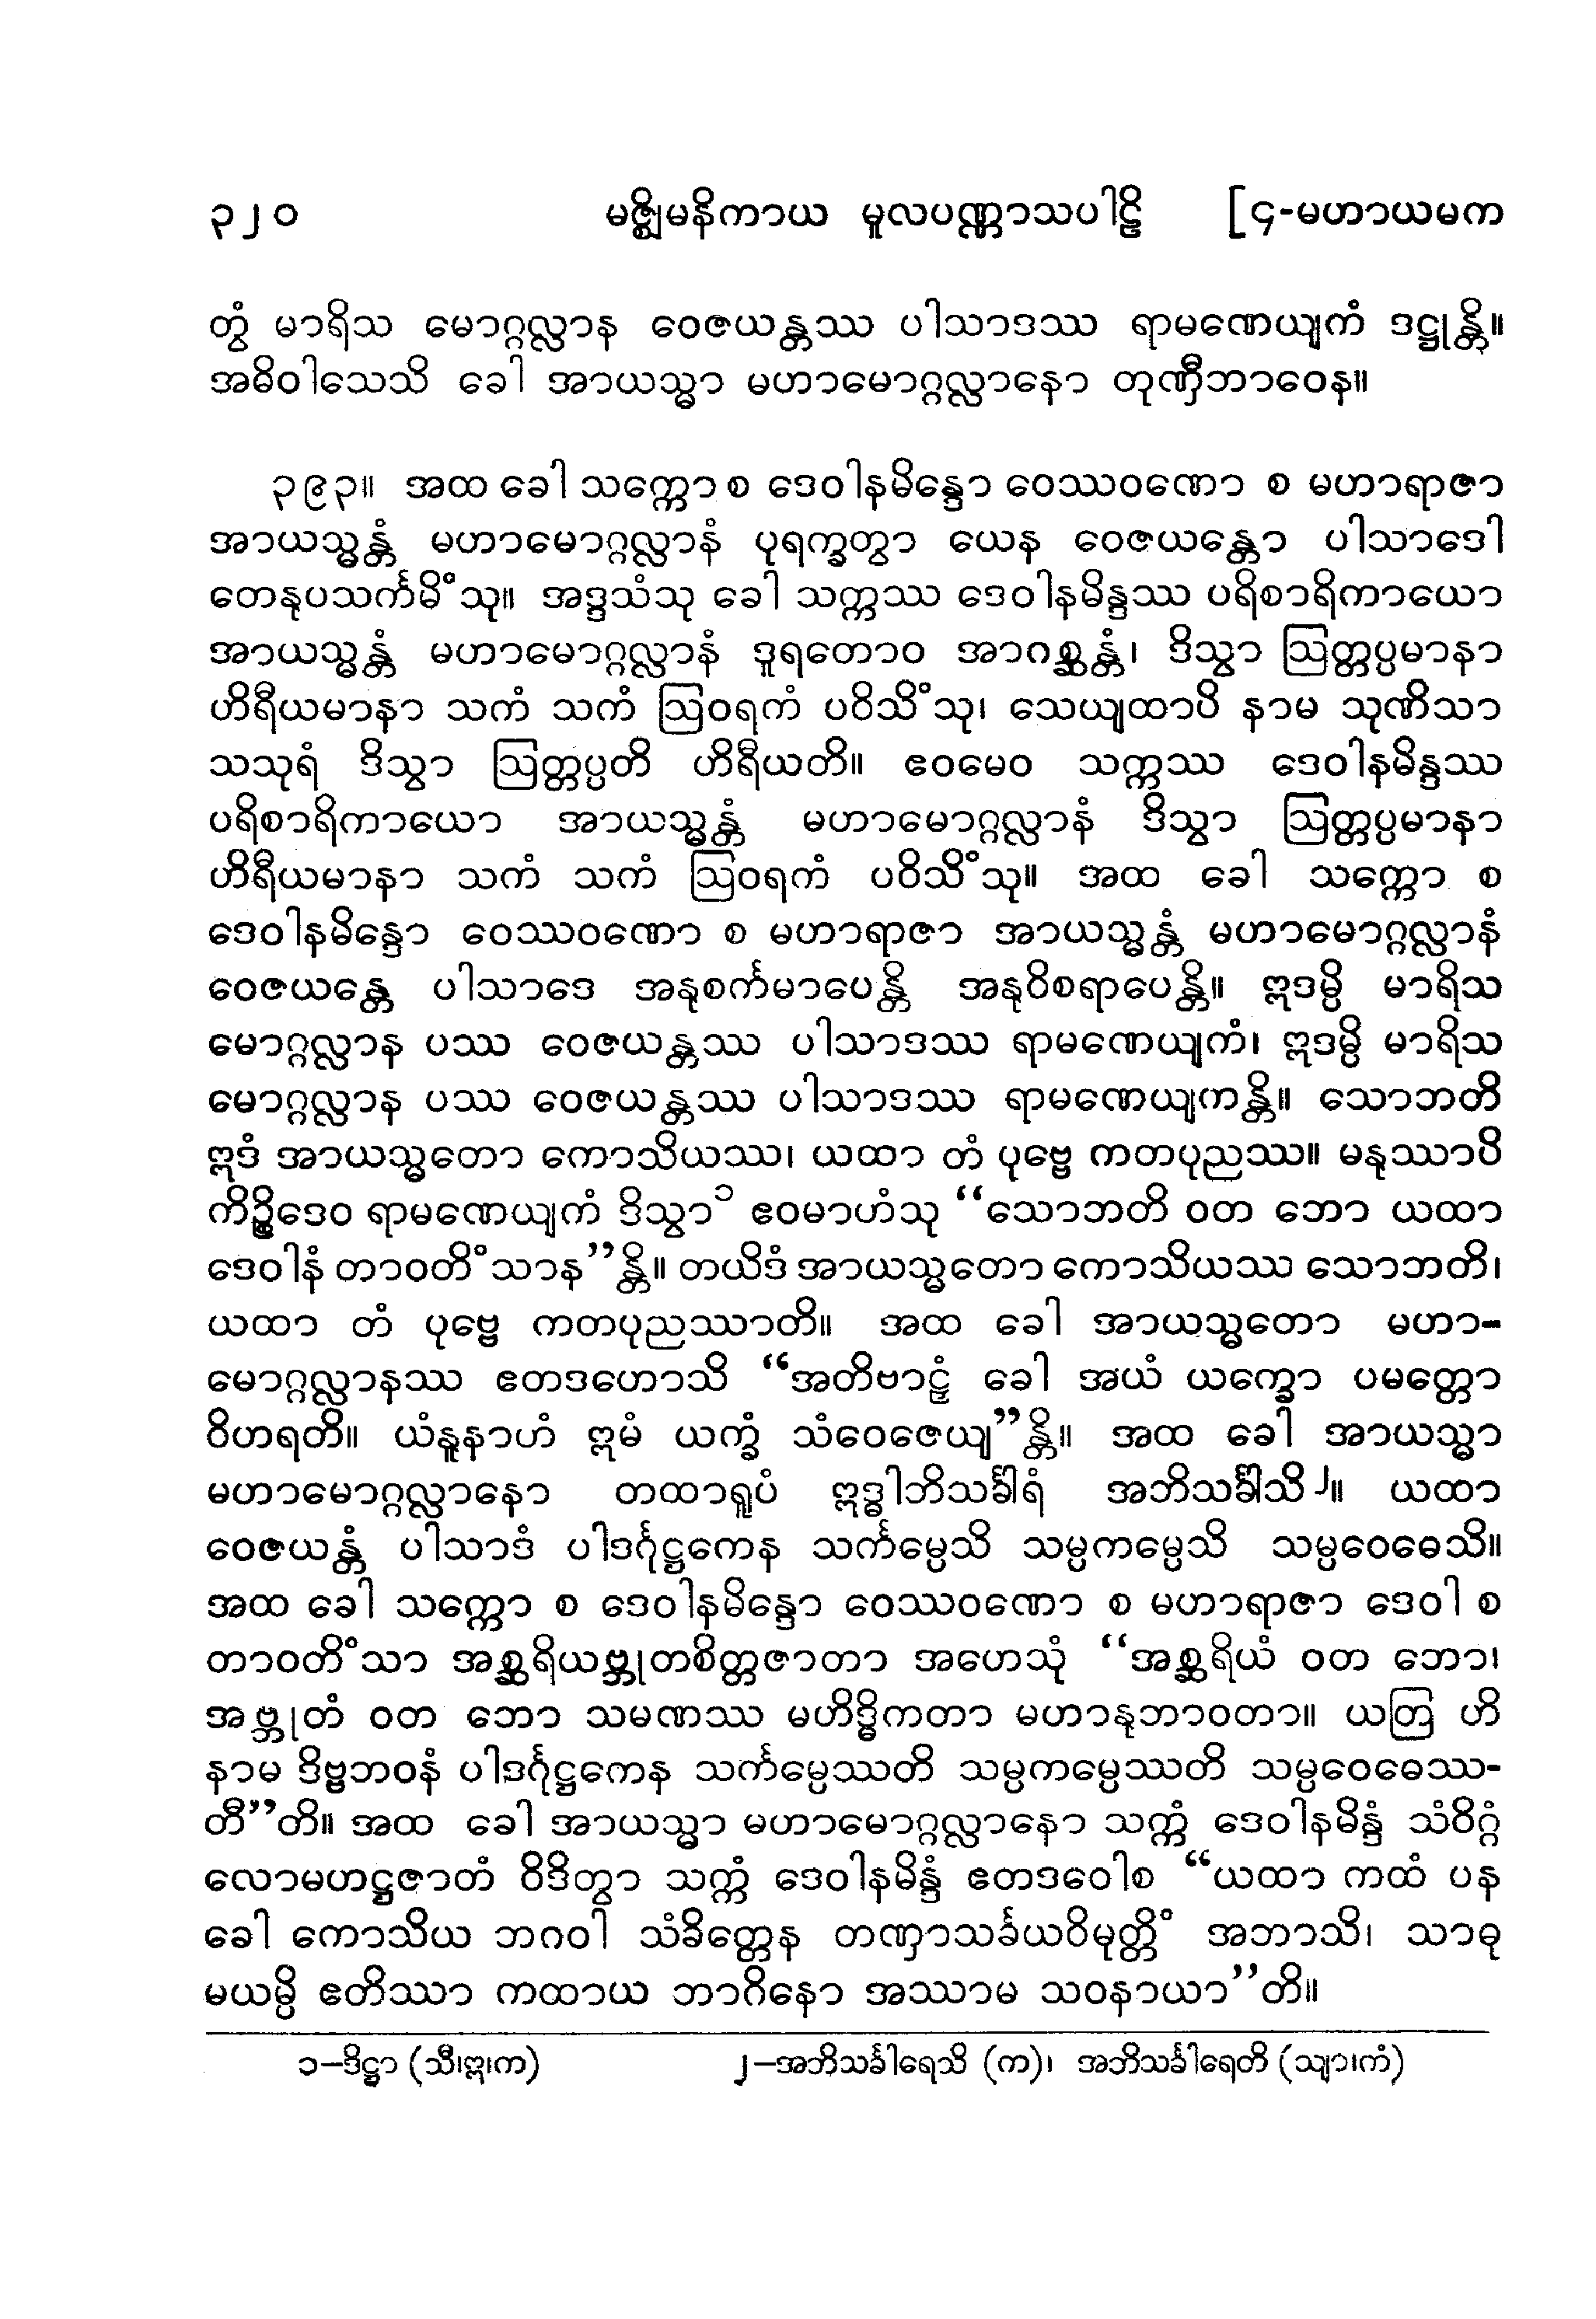 ၃၂၀ မဇ္ဈိမနိကာယ မူလပဏ္ဏာသပါဠိ [၄-မဟာယမက
တွံ မာရိသ မောဂ္ဂလ္လာန ဝေဇယန္တဿ ပါသာဒဿ ရာမဏေယျကံ ဒဋ္ဌုန္တိ။
အဓိဝါသေသိ ခေါ အာယသ္မာ မဟာမောဂ္ဂလ္လာနော တုဏှီဘာဝေန။
၃၉၃။ အထ ခေါ သက္ကော စ ဒေဝါနမိန္ဒော ဝေဿဝဏော စ မဟာရာဇာ
အာယသ္မန္တံ မဟာမောဂ္ဂလ္လာနံ ပုရက္ခတွာ ယေန ဝေဇယန္တော ပါသာဒေါ
တေနုပသင်္ကမိံသု။ အဒ္ဒသံသု ခေါ သက္ကဿ ဒေဝါနမိန္ဒဿ ပရိစာရိကာယော
အာယသ္မန္တံ မဟာမောဂ္ဂလ္လာနံ ဒူရတောဝ အာဂစ္ဆန္တံ၊ ဒိသွာ ဩတ္တပ္ပမာနာ
ဟိရီယမာနာ သကံ သကံ ဩဝရကံ ပဝိသိံသု၊ သေယျထာပိ နာမ သုဏိသာ
သသုရံ ဒိသွာ ဩတ္တပ္ပတိ ဟိရီယတိ။ ဧဝမေဝ သက္ကဿ ဒေဝါနမိန္ဒဿ
ပရိစာရိကာယော အာယသ္မန္တံ မဟာမောဂ္ဂလ္လာနံ ဒိသွာ ဩတ္တပ္ပမာနာ
ဟိရီယမာနာ သကံ သကံ ဩဝရကံ ပဝိသိံသု။ အထ ခေါ သက္ကော စ
ဒေဝါနမိန္ဒော ဝေဿဝဏော စ မဟာရာဇာ အာယသ္မန္တံ မဟာမောဂ္ဂလ္လာနံ
ဝေဇယန္တေ ပါသာဒေ အနုစင်္ကမာပေန္တိ အနုဝိစရာပေန္တိ။ ဣဒမ္ပိ မာရိသ
မောဂ္ဂလ္လာန ပဿ ဝေဇယန္တဿ ပါသာဒဿ ရာမဏေယျကံ၊ ဣဒမ္ပိ မာရိသ
မောဂ္ဂလ္လာန ပဿ ဝေဇယန္တဿ ပါသာဒဿ ရာမဏေယျကန္တိ။ သောဘတိ
ဣဒံ အာယသ္မတော ကောသိယဿ၊ ယထာ တံ ပုဗ္ဗေ ကတပုညဿ။ မနုဿာပိ
ကိဉ္စိဒေဝ ရာမဏေယျကံ ဒိသွာ ၁ ဧဝမာဟံသု “သောဘတိ ဝတ ဘော ယထာ
ဒေဝါနံ တာဝတိံသာန”န္တိ။ တယိဒံ အာယသ္မတော ကောသိယဿ သောဘတိ၊
ယထာ တံ ပုဗ္ဗေ ကတပုညဿာတိ။ အထ ခေါ အာယသ္မတော မဟာ-
မောဂ္ဂလ္လာနဿ ဧတဒဟောသိ “အတိဗာဠှံ ခေါ အယံ ယက္ခော ပမတ္တော
ဝိဟရတိ။ ယံနူနာဟံ ဣမံ ယက္ခံ သံဝေဇေယျ”န္တိ။ အထ ခေါ အာယသ္မာ
မဟာမောဂ္ဂလ္လာနော တထာရူပံ ဣဒ္ဓါဘိသင်္ခါရံ အဘိသင်္ခါသိ ၂။ ယထာ
ဝေဇယန္တံ ပါသာဒံ ပါဒင်္ဂုဋ္ဌကေန သင်္ကမ္ပေသိ သမ္ပကမ္ပေသိ သမ္ပဝေဓေသိ။
အထ ခေါ သက္ကော စ ဒေဝါနမိန္ဒော ဝေဿဝဏော စ မဟာရာဇာ ဒေဝါ စ
တာဝတိံသာ အစ္ဆရိယဗ္ဘုတစိတ္တဇာတာ အဟေသုံ “အစ္ဆရိယံ ဝတ ဘော၊
အဗ္ဘုတံ ဝတ ဘော သမဏဿ မဟိဒ္ဓိကတာ မဟာနုဘာဝတာ။ ယတြ ဟိ
နာမ ဒိဗ္ဗဘဝနံ ပါဒင်္ဂုဋ္ဌကေန သင်္ကမ္ပေဿတိ သမ္ပကမ္ပေဿတိ သမ္ပဝေဓေဿ-
တီ”တိ။ အထ ခေါ အာယသ္မာ မဟာမောဂ္ဂလ္လာနော သက္ကံ ဒေဝါနမိန္ဒံ သံဝိဂ္ဂံ
လောမဟဋ္ဌဇာတံ ဝိဒိတွာ သက္ကံ ဒေဝါနမိန္ဒံ ဧတဒဝေါစ “ယထာ ကထံ ပန
ခေါ ကောသိယ ဘဂဝါ သံခိတ္တေန တဏှာသင်္ခယဝိမုတ္တိံ အဘာသိ၊ သာဓု
မယမ္ပိ ဧတိဿာ ကထာယ ဘာဂိနော အဿာမ သဝနာယာ”တိ။
၁–ဒိဋ္ဌာ (သီ၊ဣ၊က) ၂–အဘိသင်္ခါရေသိ (က)၊ အဘိသင်္ခါရေတိ (သျာ၊ကံ)